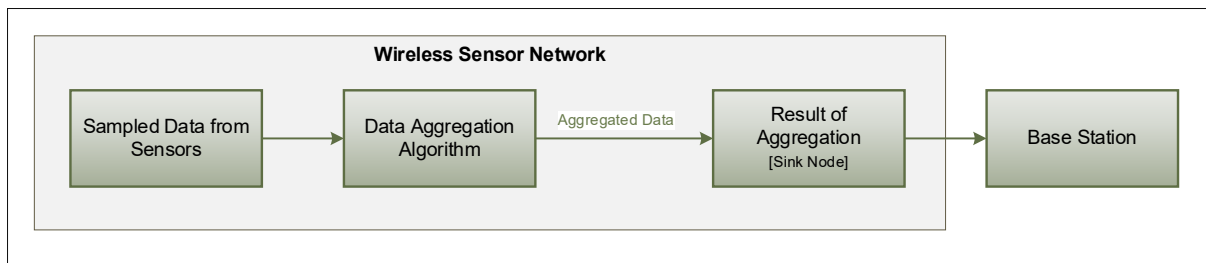 Wireless Sensor Network
Sampled Data from
Sensors
Data Aggregation
Algorithm
Aggregated Data
Result of
Aggregation
[Sink Node]
Base Station